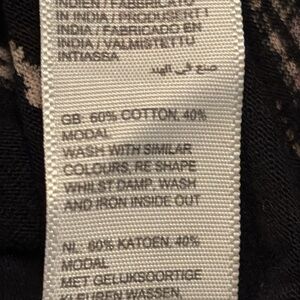 INDIEN / FABBRICATO
IN INDIA / PRODUSERT I
INDIA / FABRICADO EN
INDIA / VALMISTETTU
INTIASSA
صنع في الهند
GB: 60% COTTON, 40%
MODAL
WASH WITH SIMILAR
COLOURS, RE SHAPE
WHILST DAMP, WASH
AND IRON INSIDE OUT
NL: 60% KATOEN, 40%
MODAL
MET GELIJKSOORTIGE
KLEUREN WASSEN,